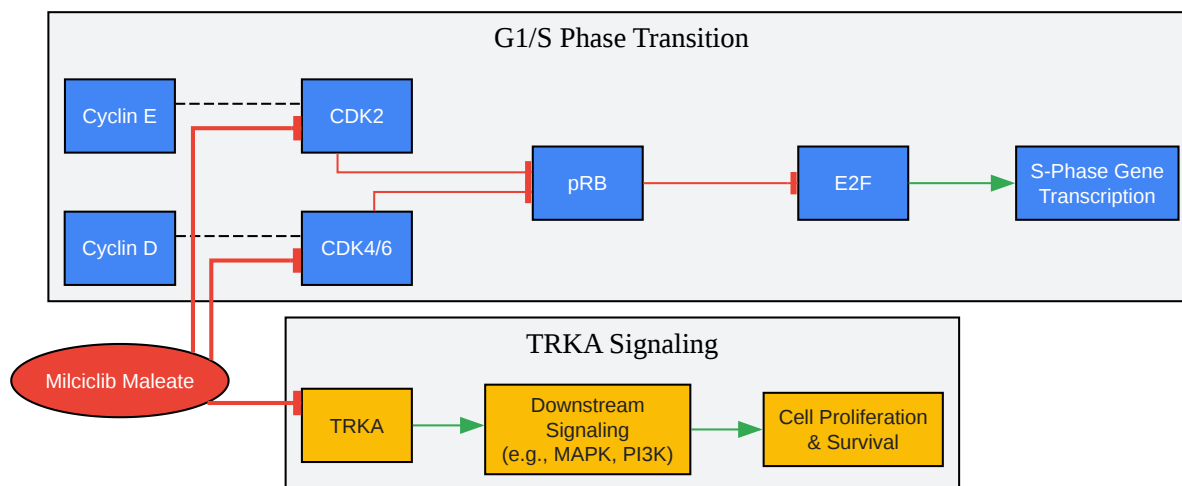 G1/S Phase Transition
Cyclin E
CDK2
pRB
E2F
S-Phase Gene
Transcription
Cyclin D
CDK4/6
Milciclib Maleate
TRKA Signaling
TRKA
Downstream
Signaling
(e.g., MAPK, PI3K)
Cell Proliferation
& Survival